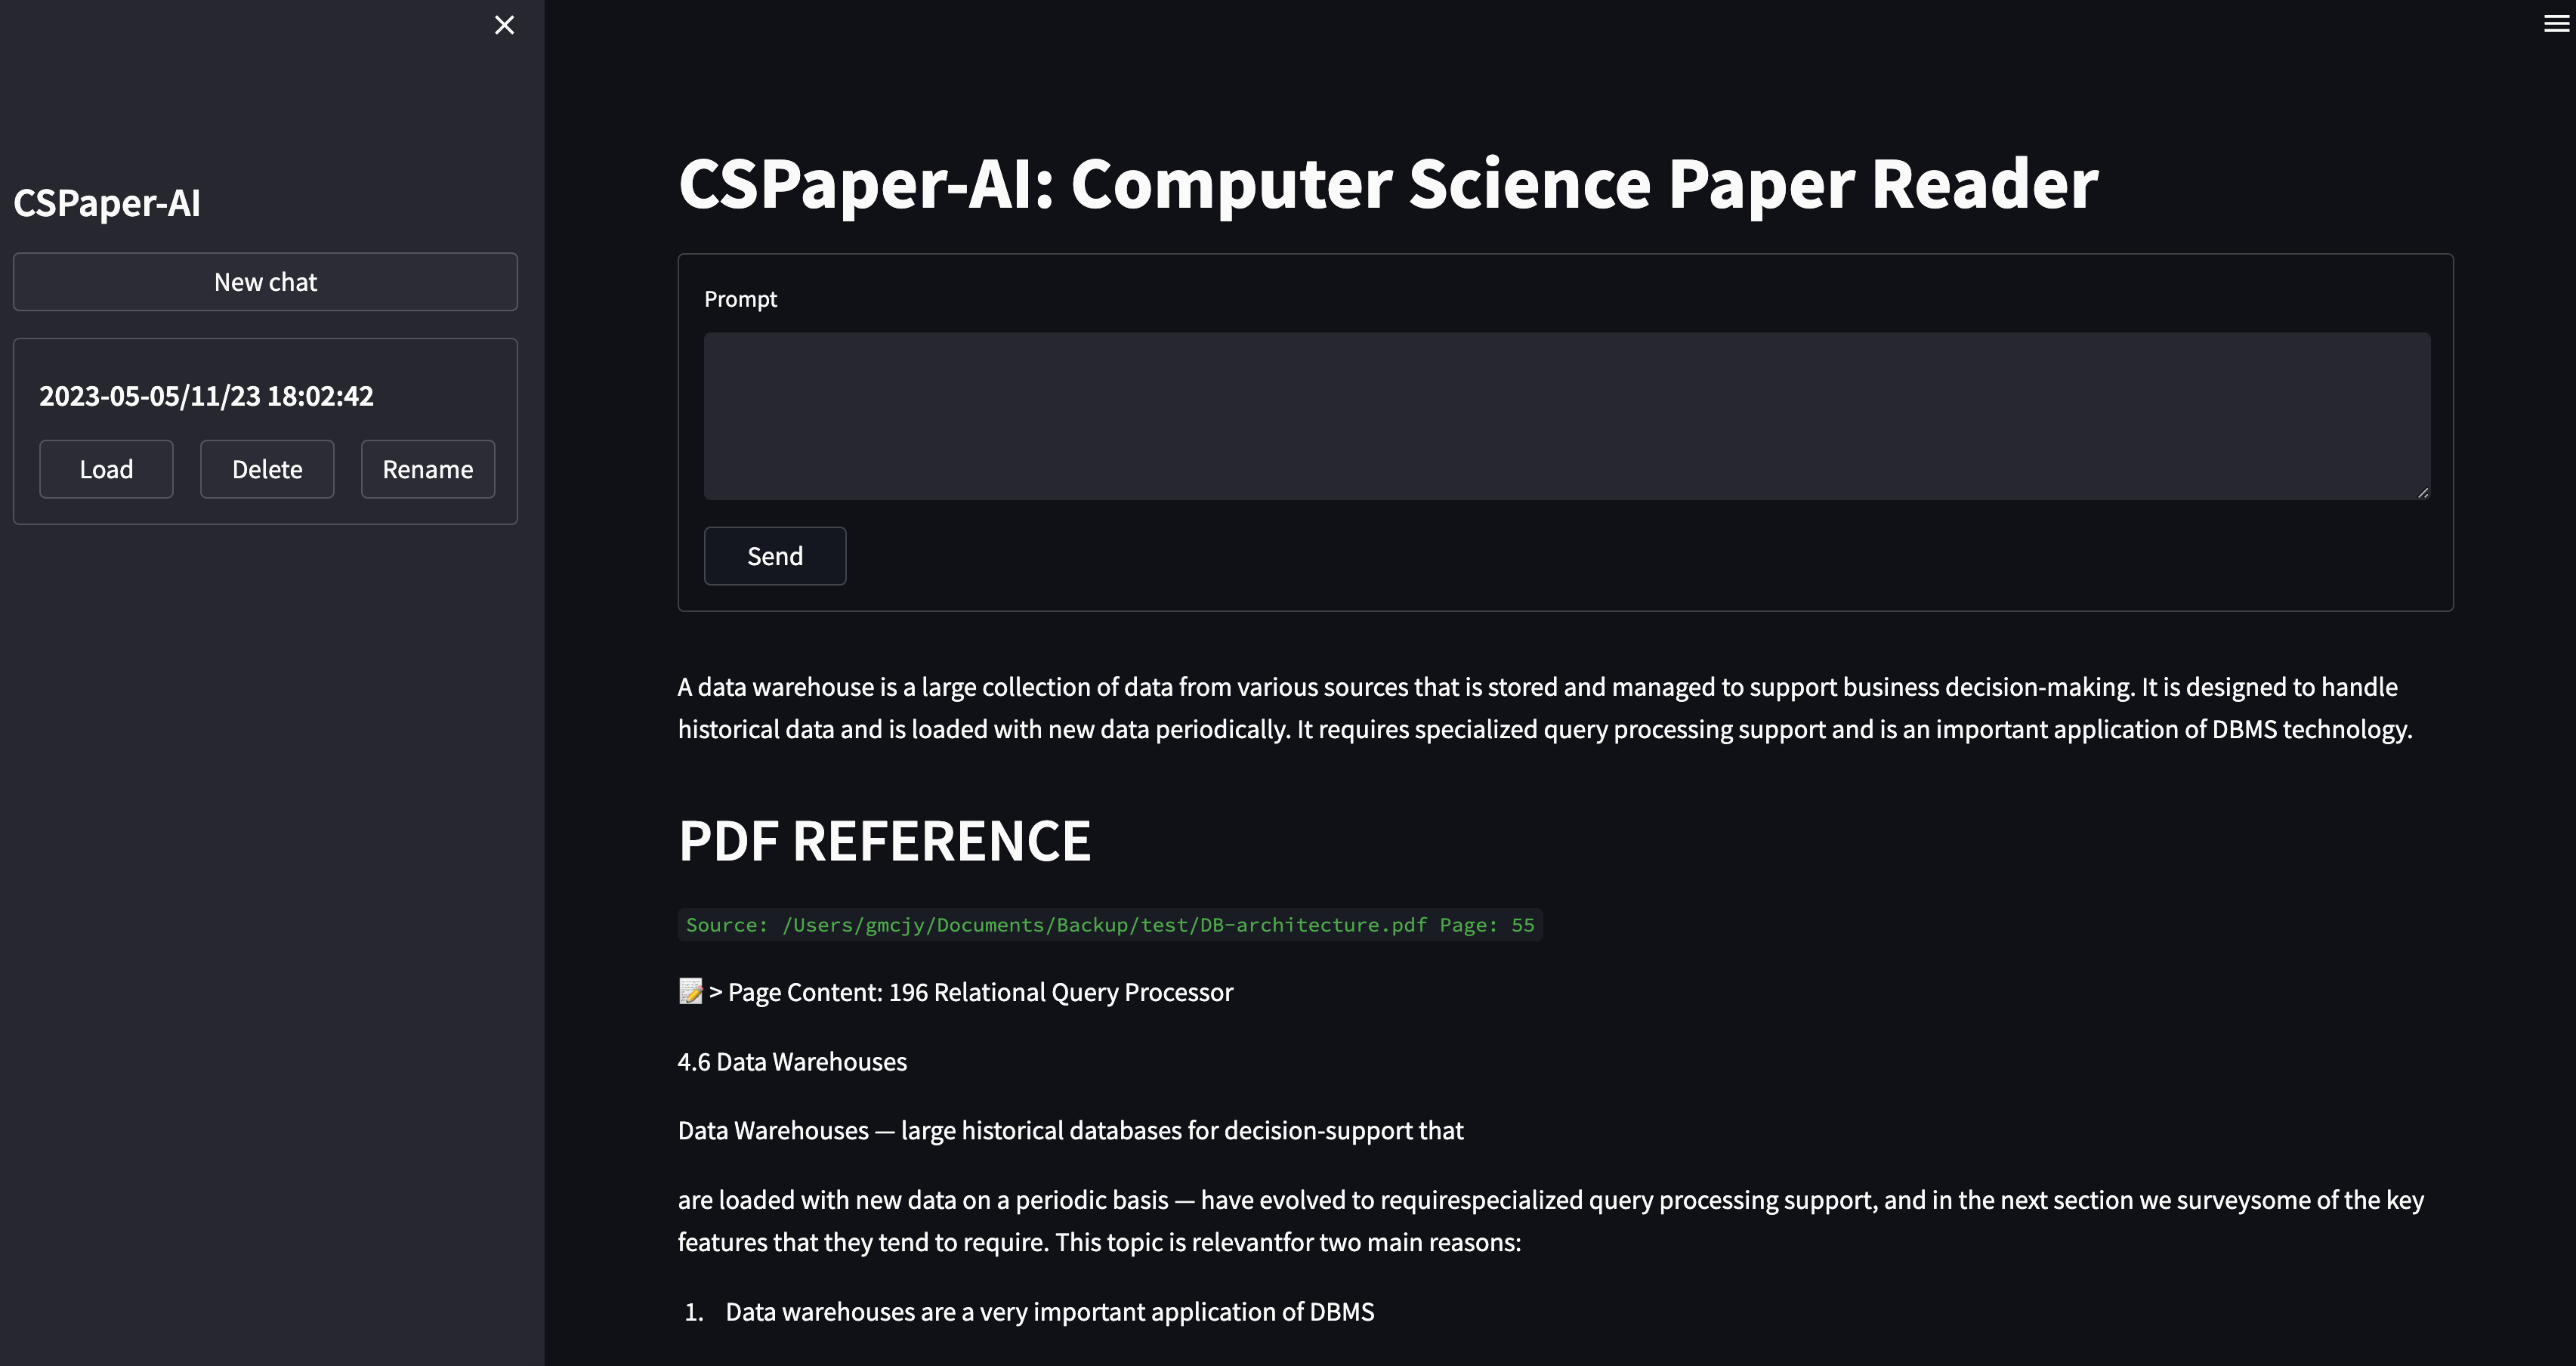 CSPaper-AI
New chat
2023-05-05/11/23 18:02:42
Load
Delete
Rename
CSPaper-AI: Computer Science Paper Reader
Prompt
Send
A data warehouse is a large collection of data from various sources that is stored and managed to support business decision-making. It is designed to handle
historical data and is loaded with new data periodically. It requires specialized query processing support and is an important application of DBMS technology.
PDF REFERENCE
Source: /Users/gmcjy/Documents/Backup/test/DB-architecture.pdf Page: 55
📝 > Page Content: 196 Relational Query Processor
4.6 Data Warehouses
Data Warehouses — large historical databases for decision-support that
are loaded with new data on a periodic basis — have evolved to requirespecialized query processing support, and in the next section we surveysome of the key
features that they tend to require. This topic is relevantfor two main reasons:
1. Data warehouses are a very important application of DBMS